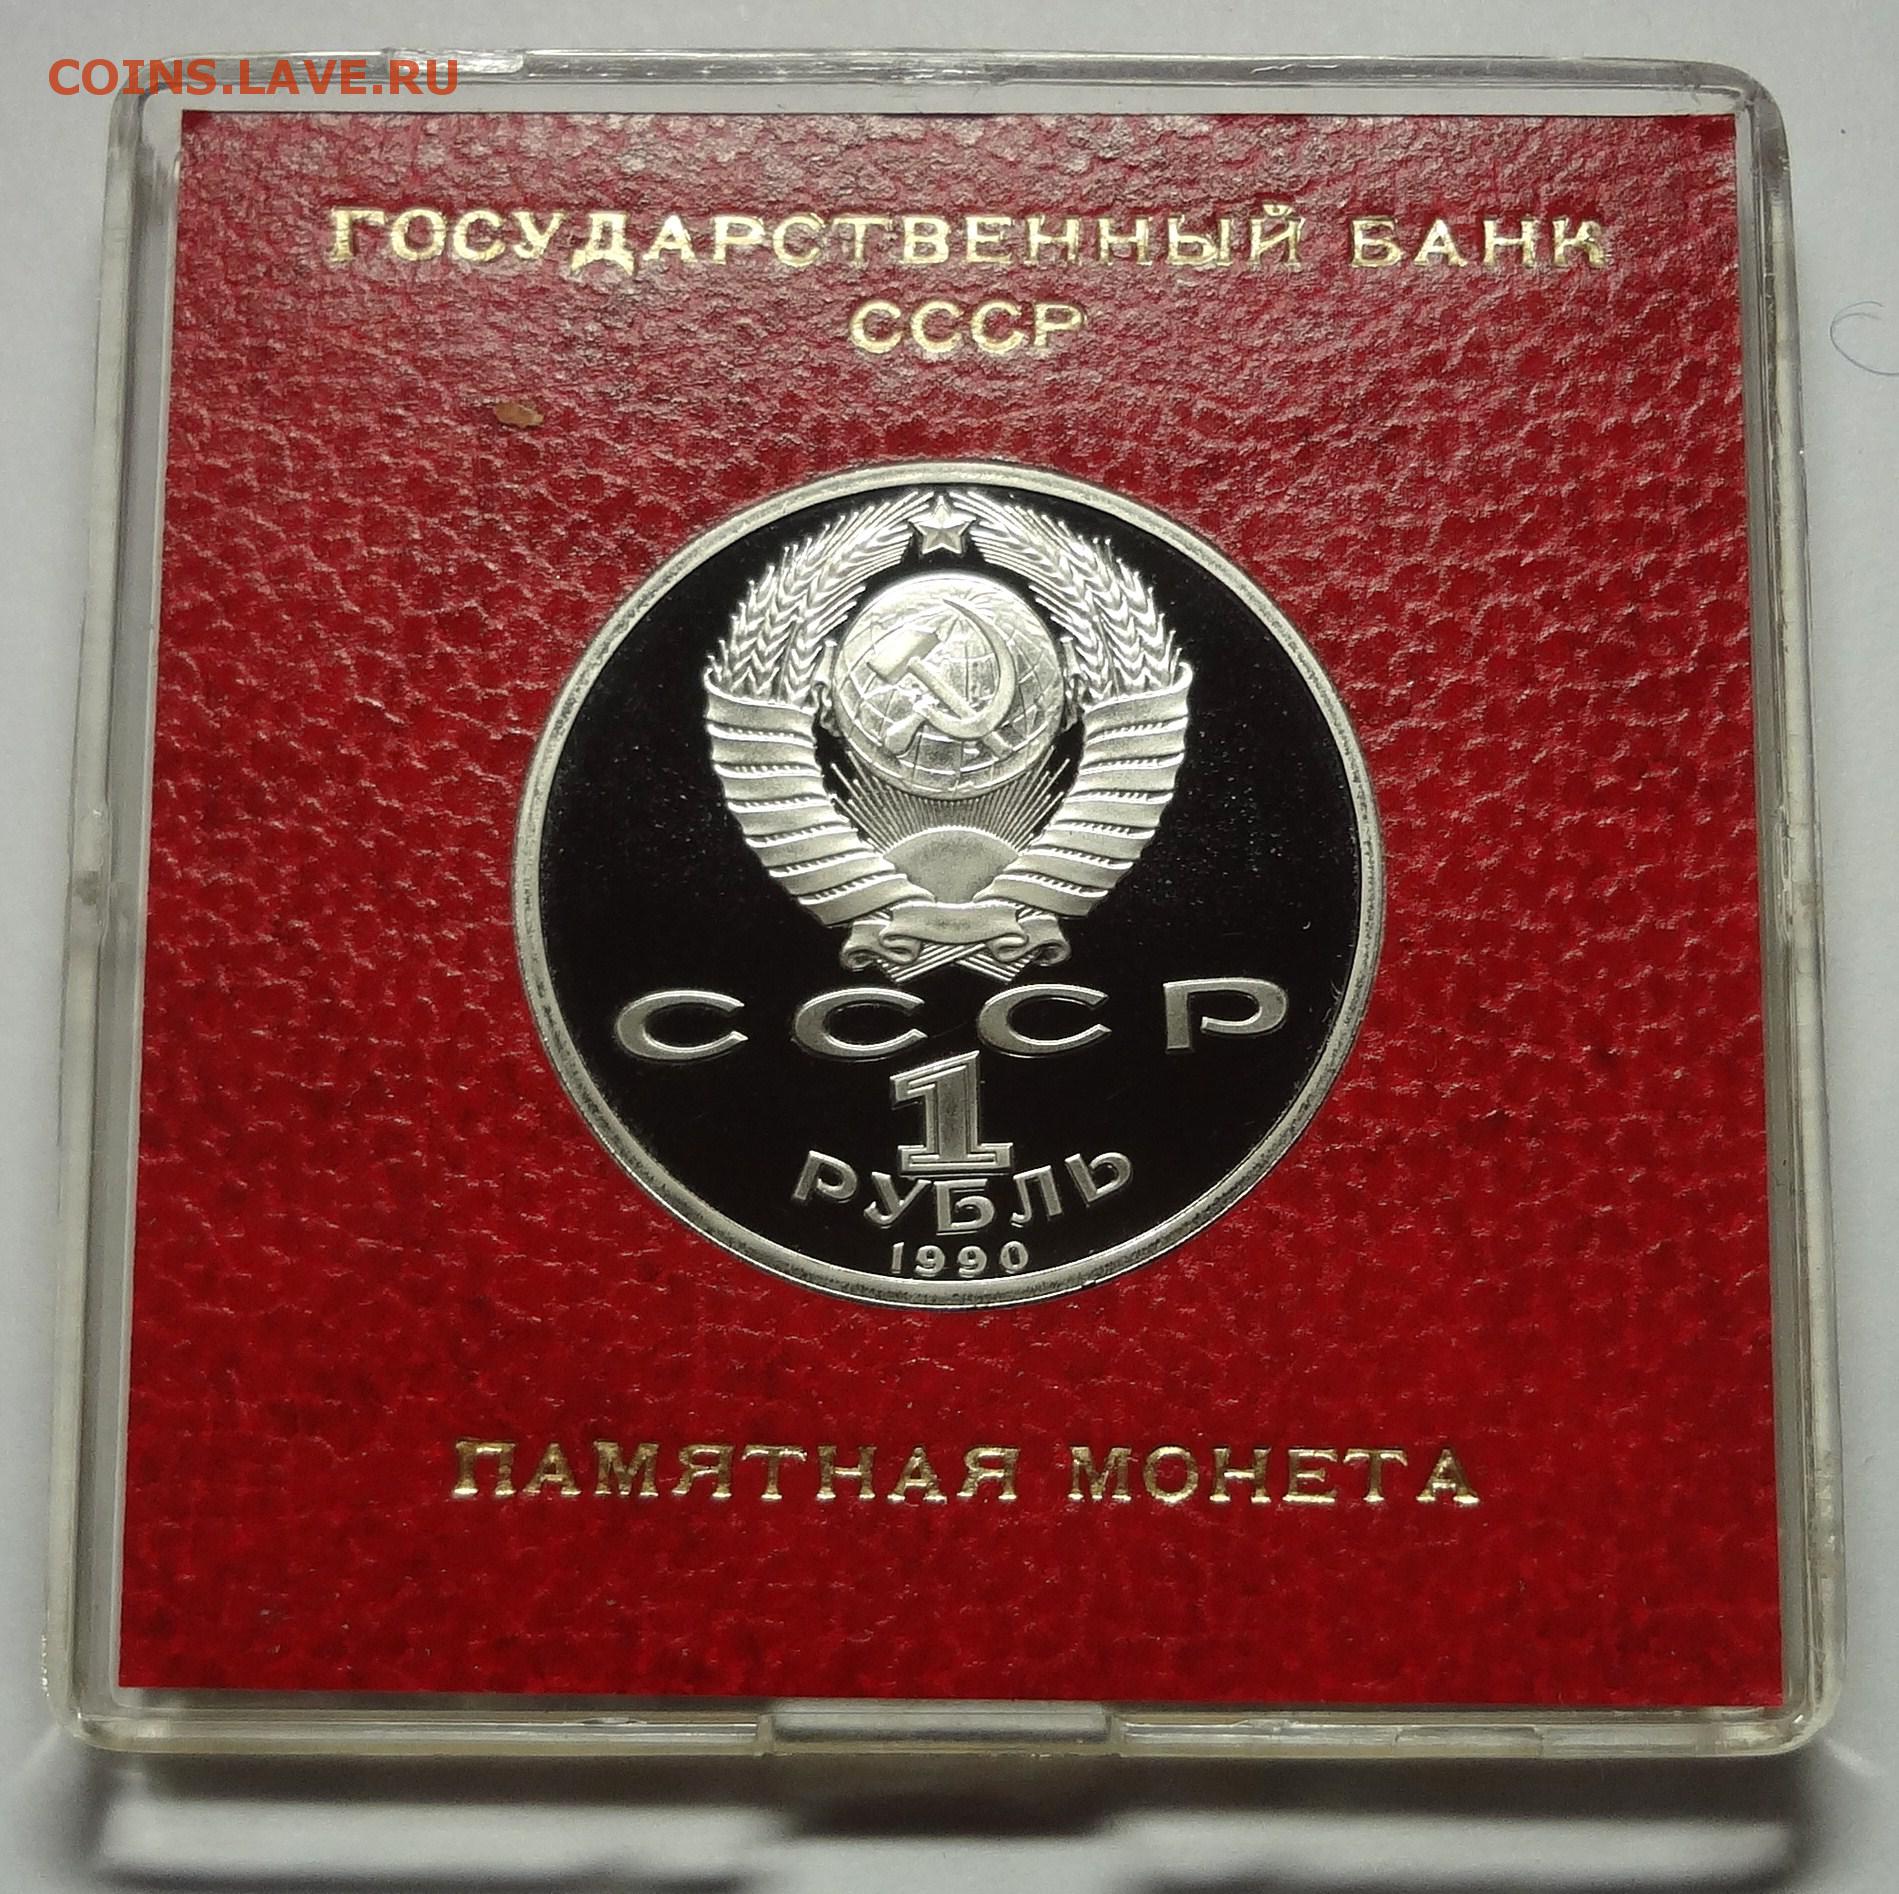 COINS.LAVE.RU
ГОСУДАРСТВЕННЫЙ БАНК
СССР
СССР
1
РУБЛЬ
1990
ПАМЯТНАЯ МОНЕТА